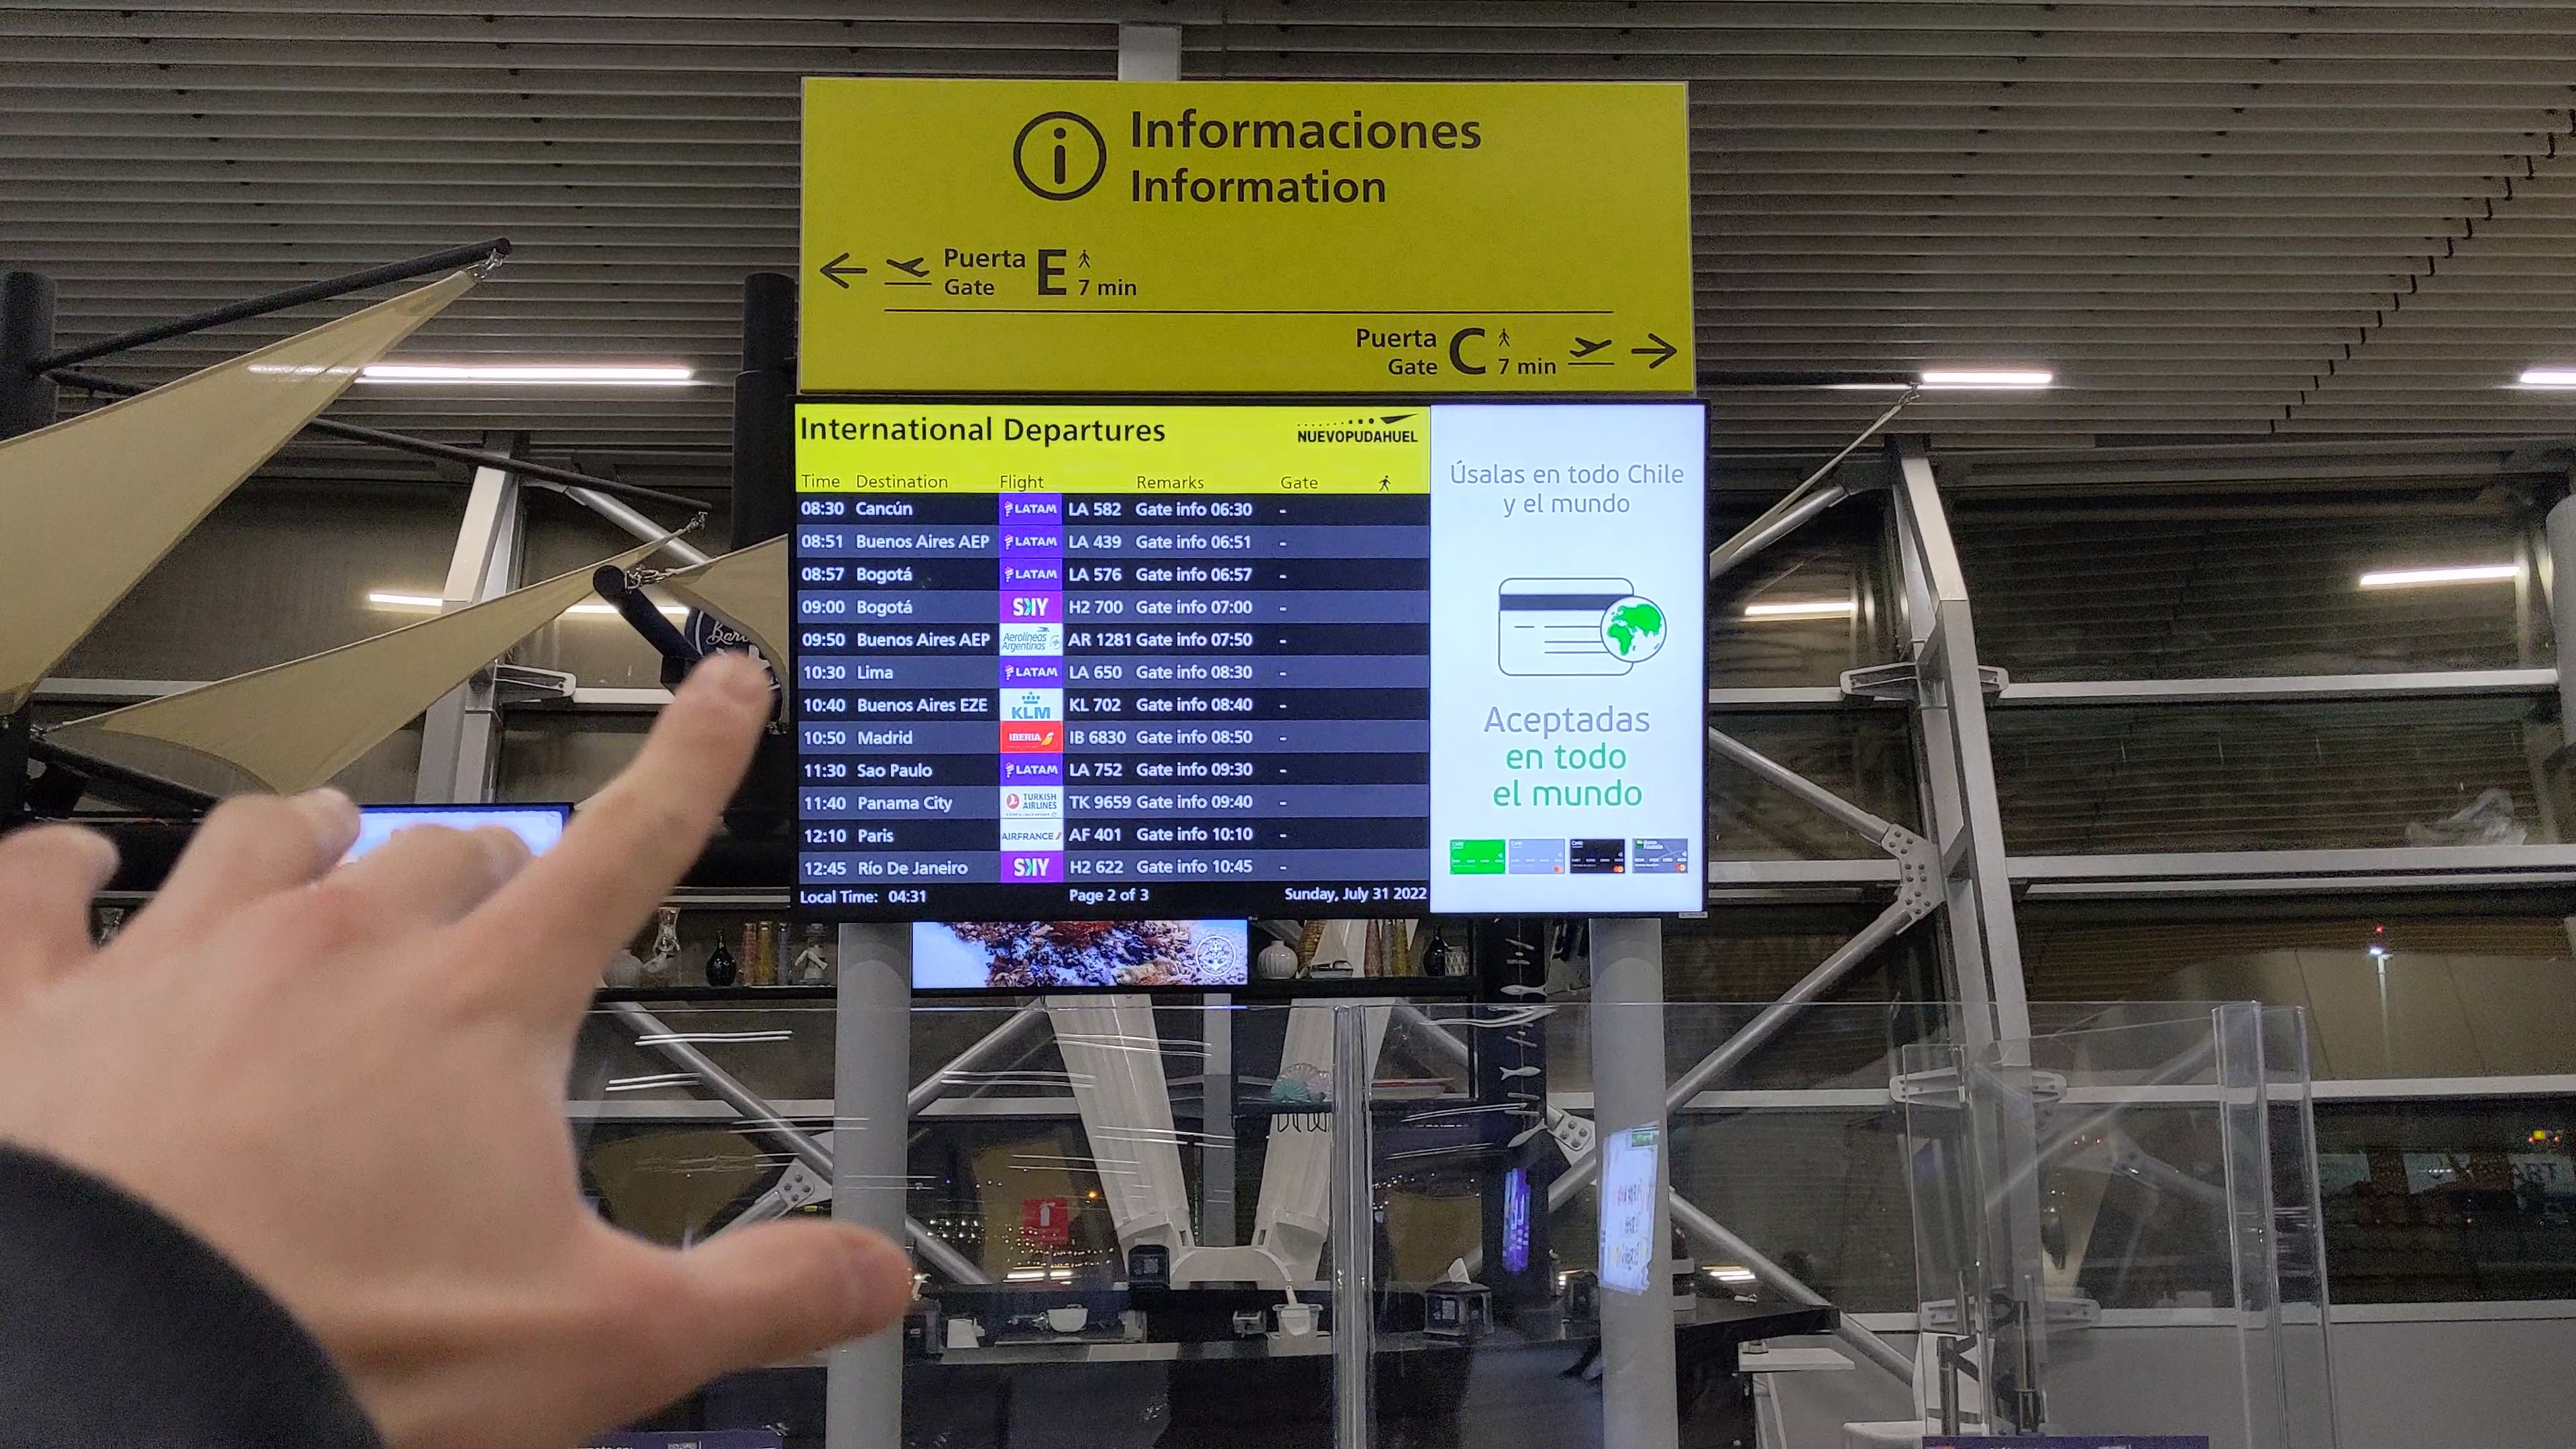 Informaciones
Information
Puerta
Gate
E
7 min
Puerta
Gate
C
7 min
International Departures
NUEVOPUDAHUEL
Time Destination Flight Remarks Gate
08:30 Cancún LATAM LA 582 Gate info 06:30 -
08:51 Buenos Aires AEP LATAM LA 439 Gate info 06:51 -
08:57 Bogotá LATAM LA 576 Gate info 06:57 -
09:00 Bogotá SKY H2 700 Gate info 07:00 -
09:50 Buenos Aires AEP Aerolíneas Argentinas AR 1281 Gate info 07:50 -
10:30 Lima LATAM LA 650 Gate info 08:30 -
10:40 Buenos Aires EZE KLM KL 702 Gate info 08:40 -
10:50 Madrid IBERIA IB 6830 Gate info 08:50 -
11:30 Sao Paulo LATAM LA 752 Gate info 09:30 -
11:40 Panama City TURKISH AIRLINES TK 9659 Gate info 09:40 -
12:10 Paris AIRFRANCE AF 401 Gate info 10:10 -
12:45 Río De Janeiro SKY H2 622 Gate info 10:45 -
Local Time: 04:31 Page 2 of 3 Sunday, July 31 2022
Úsalas en todo Chile
y el mundo
Aceptadas
en todo
el mundo